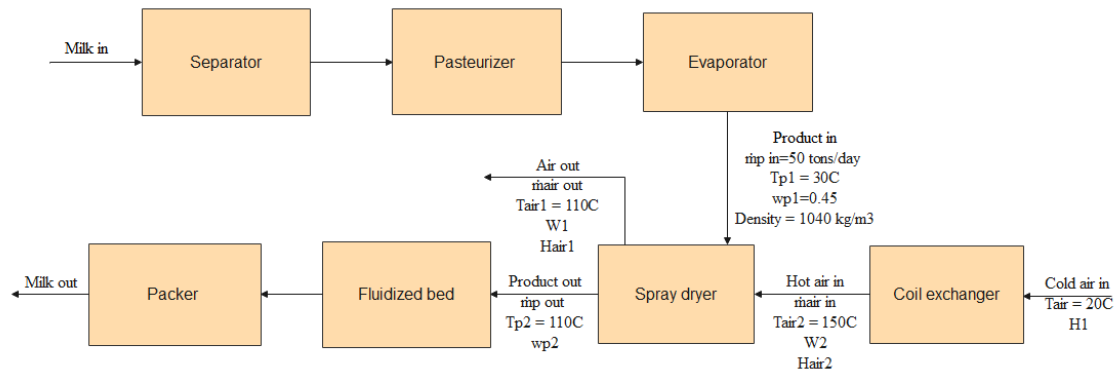 Milk in
Separator
Pasteurizer
Evaporator
Product in
ṁp in=50 tons/day
Tp1 = 30C
wp1=0.45
Density = 1040 kg/m3
Air out
ṁair out
Tair1 = 110C
W1
Hair1
Milk out
Packer
Fluidized bed
Product out
ṁp out
Tp2 = 110C
wp2
Spray dryer
Hot air in
ṁair in
Tair2 = 150C
W2
Hair2
Coil exchanger
Cold air in
Tair = 20C
H1